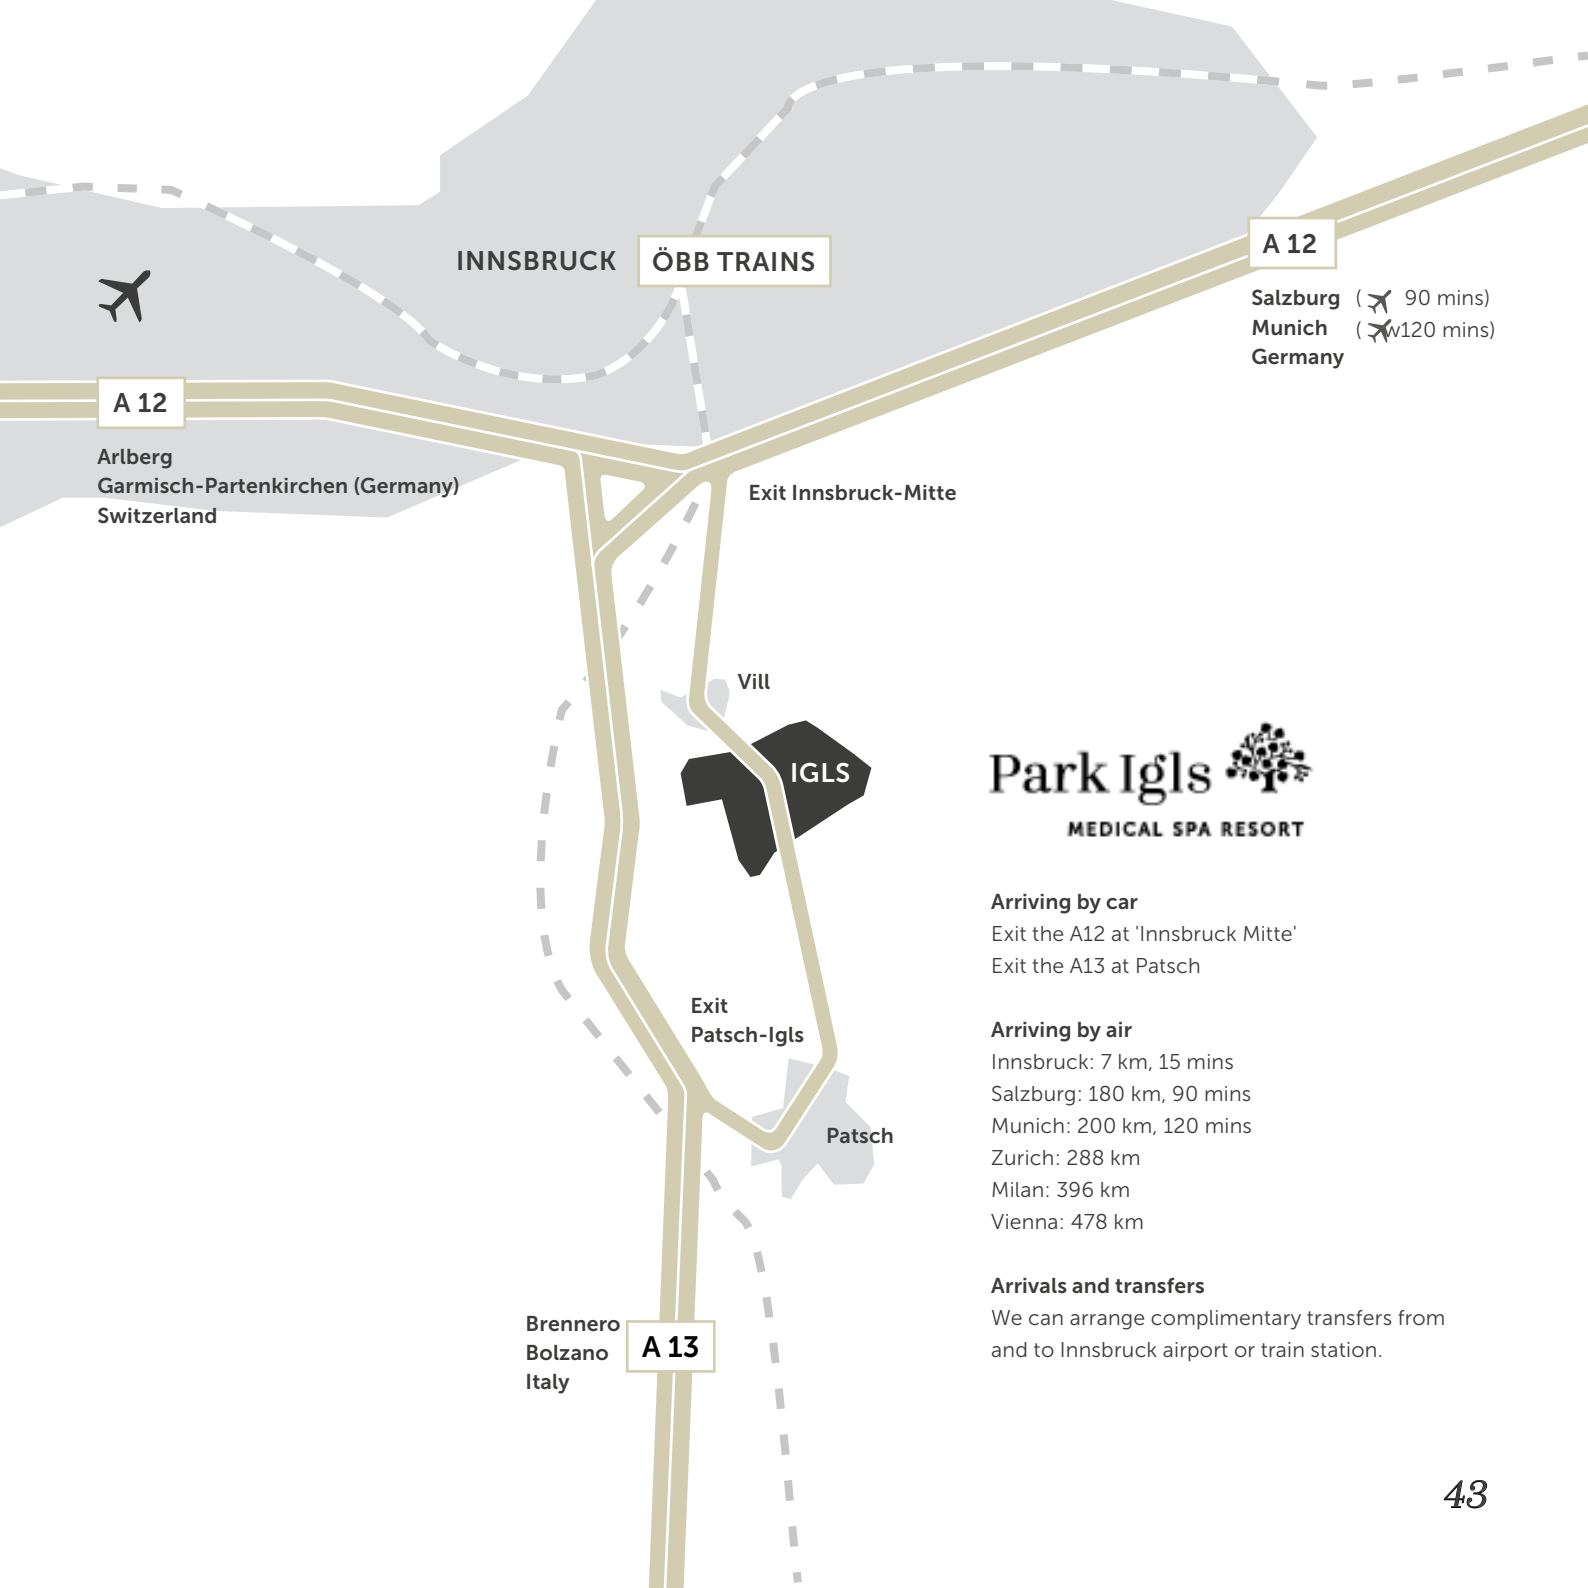 INNSBRUCK
ÖBB TRAINS
A 12
Salzburg ( 90 mins)
Munich ( w120 mins)
Germany
A 12
Arlberg
Garmisch-Partenkirchen (Germany)
Switzerland
Exit Innsbruck-Mitte
Vill
IGLS
Park Igls
MEDICAL SPA RESORT
Arriving by car
Exit the A12 at 'Innsbruck Mitte'
Exit the A13 at Patsch
Exit
Patsch-Igls
Arriving by air
Innsbruck: 7 km, 15 mins
Salzburg: 180 km, 90 mins
Munich: 200 km, 120 mins
Zurich: 288 km
Milan: 396 km
Vienna: 478 km
Patsch
Arrivals and transfers
We can arrange complimentary transfers from
and to Innsbruck airport or train station.
Brennero
Bolzano
Italy
A 13
43